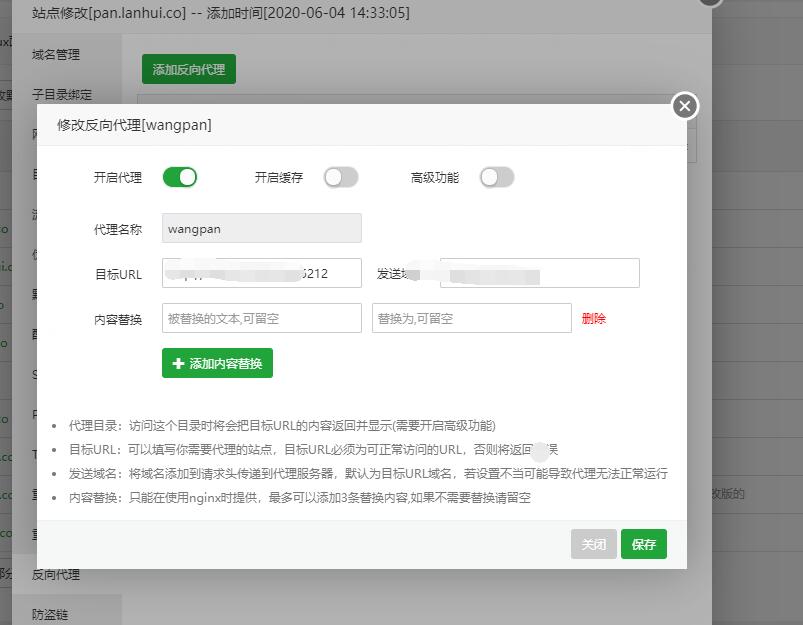 站点修改[pan.lanhui.co] -- 添加时间[2020-06-04 14:33:05]
域名管理
添加反向代理
子目录绑定
修改反向代理[wangpan]
开启代理 开启缓存 高级功能
代理名称 wangpan
目标URL 6212 发送
内容替换 被替换的文本,可留空 替换为,可留空 删除
添加内容替换
代理目录：访问这个目录时将会把目标URL的内容返回并显示(需要开启高级功能)
目标URL：可以填写你需要代理的站点，目标URL必须为可正常访问的URL，否则将返回 误
发送域名：将域名添加到请求头传递到代理服务器，默认为目标URL域名，若设置不当可能导致代理无法正常运行
内容替换：只能在使用nginx时提供，最多可以添加3条替换内容,如果不需要替换请留空
改版的
关闭 保存
反向代理
防盗链